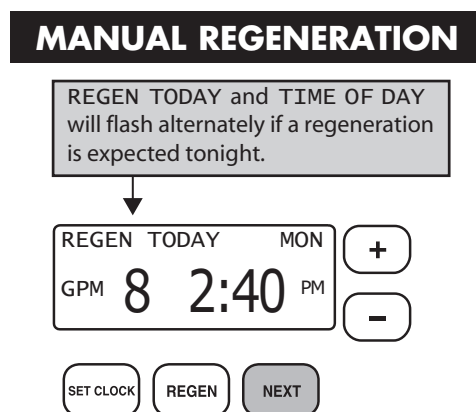 MANUAL REGENERATION
REGEN TODAY and TIME OF DAY
will flash alternately if a regeneration
is expected tonight.
REGEN TODAY MON
GPM 8 2:40 PM
+
-
SET CLOCK REGEN NEXT